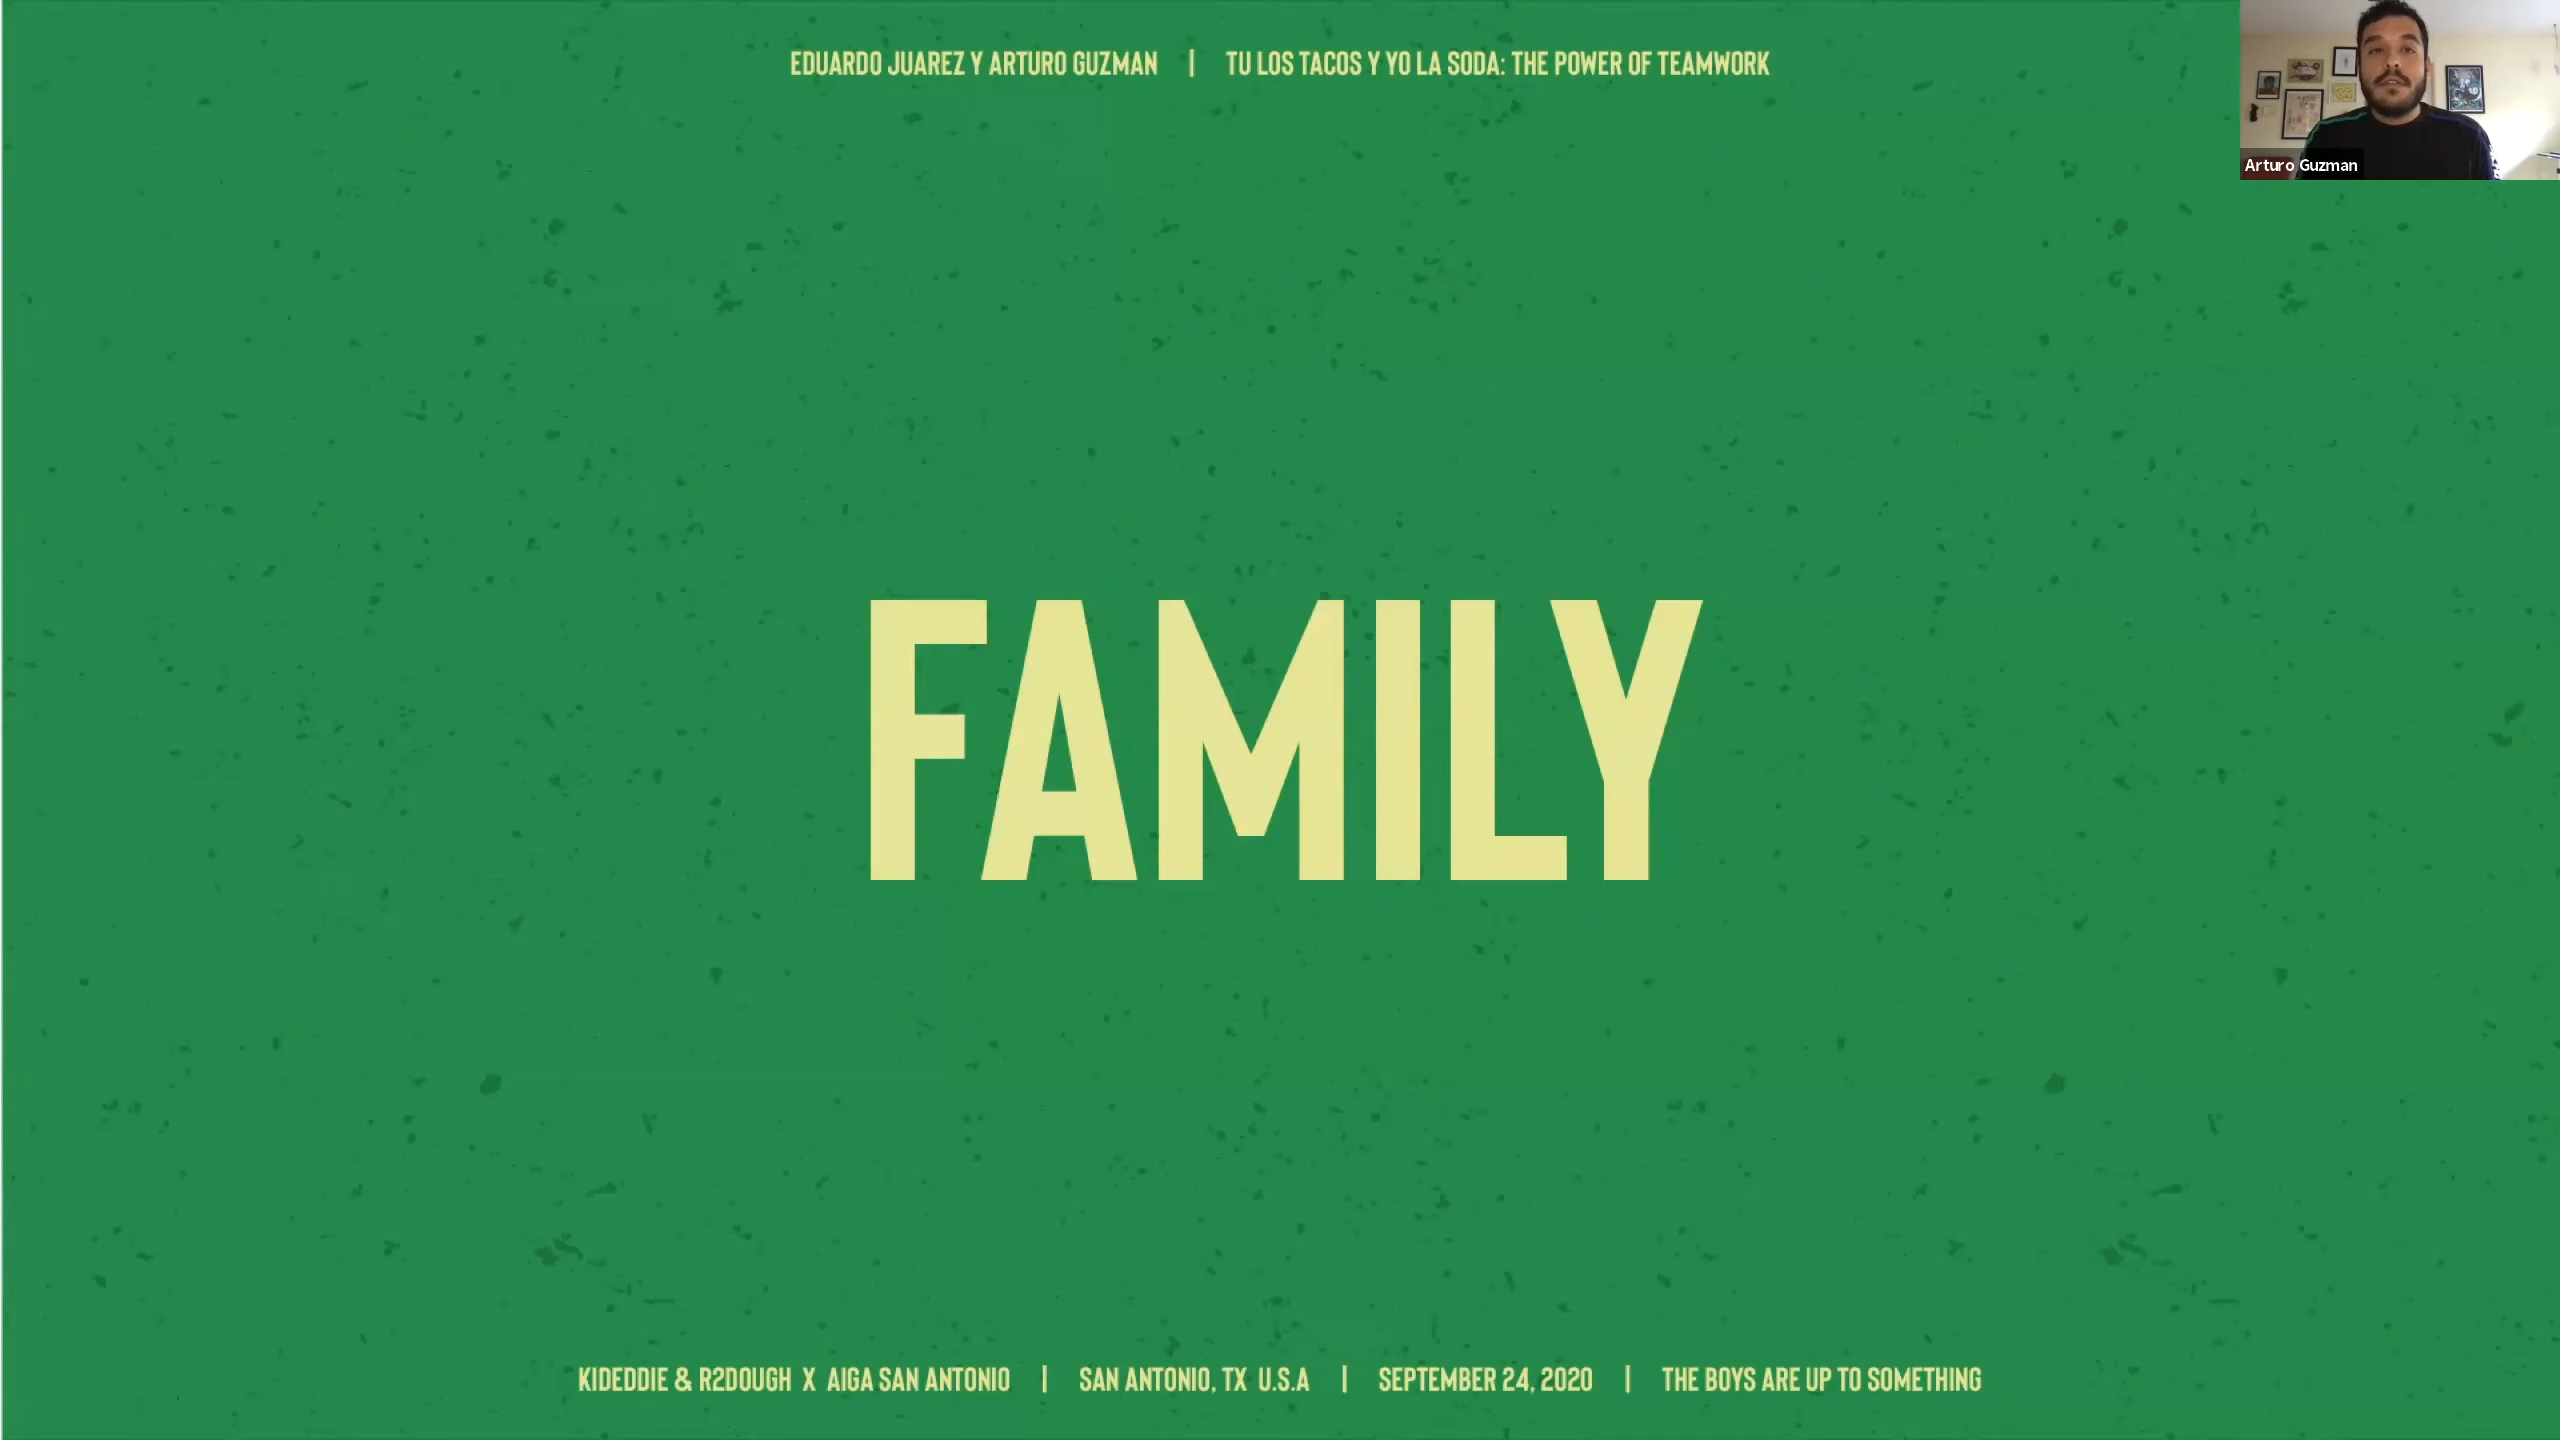 EDUARDO JUAREZ Y ARTURO GUZMAN | TU LOS TACOS Y YO LA SODA: THE POWER OF TEAMWORK
Arturo Guzman
FAMILY
KIDEDDIE & R2DOUGH X AIGA SAN ANTONIO | SAN ANTONIO, TX U.S.A | SEPTEMBER 24, 2020 | THE BOYS ARE UP TO SOMETHING